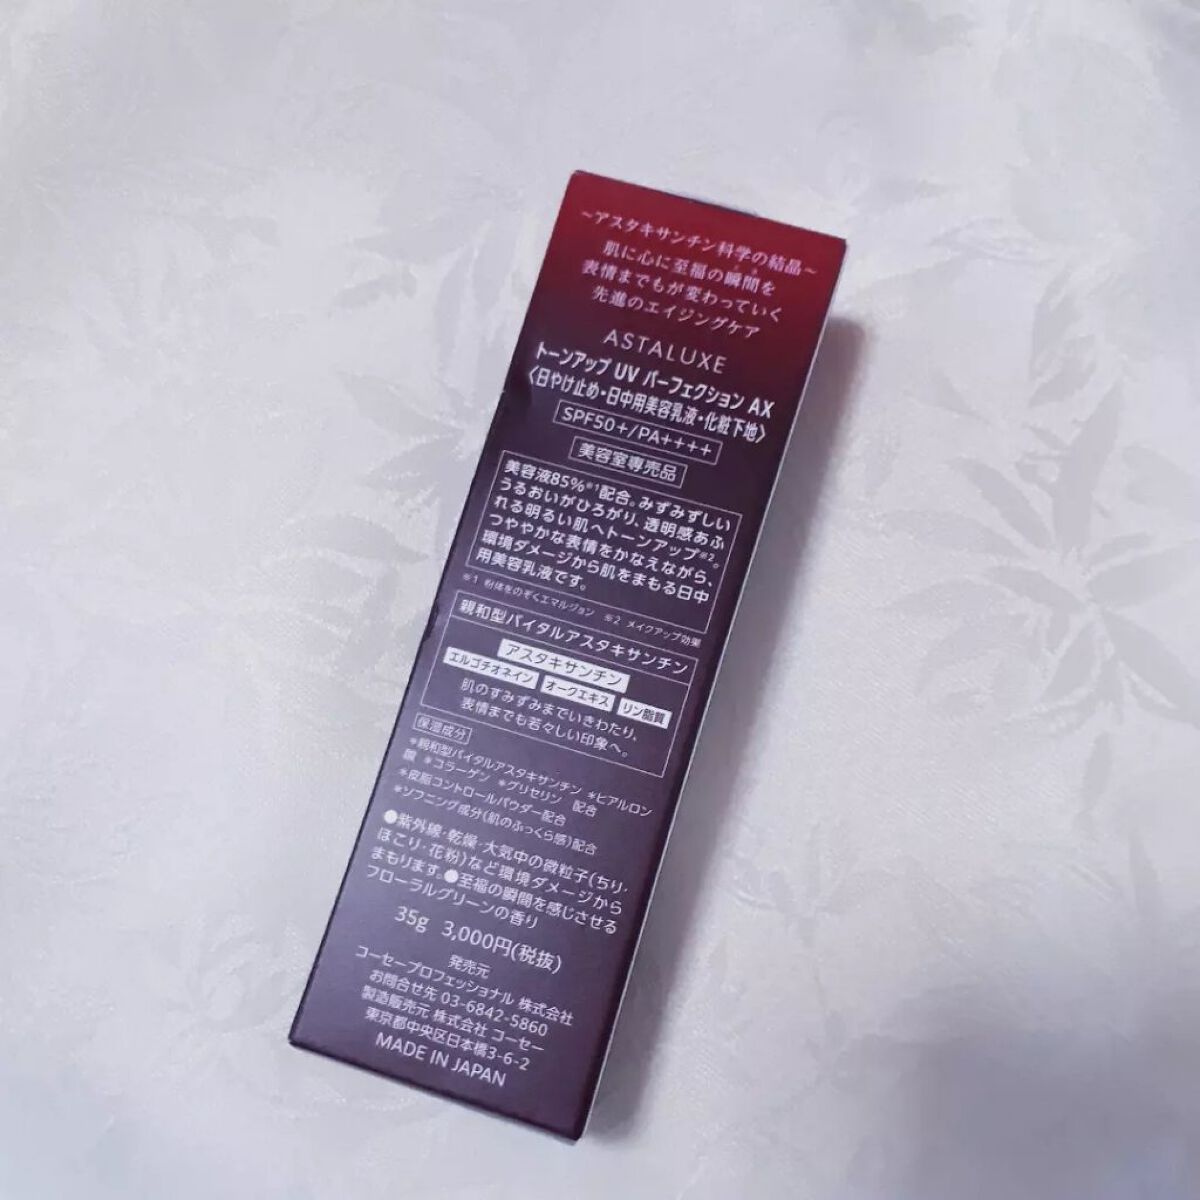 ～アスタキサンチン科学の結晶～
肌に心に至福の瞬間を
表情までもが変わっていく
先進のエイジングケア
ASTALUXE
トーンアップ UV パーフェクション AX
〈日やけ止め・日中用美容乳液・化粧下地〉
SPF50+/PA++++
美容室専売品
美容液85%※1配合。みずみずしい
うるおいがひろがり、透明感あふ
れる明るい肌へトーンアップ※2。
つややかな表情をかなえながら、
環境ダメージから肌をまもる日中
用美容乳液です。
※1 粉体をのぞくエマルジョン ※2 メイクアップ効果
親和型バイタルアスタキサンチン
アスタキサンチン
エルゴチオネイン オークエキス リン脂質
肌のすみずみまでいきわたり、
表情までも若々しい印象へ。
保湿成分
*親和型バイタルアスタキサンチン *ヒアルロン
酸 *コラーゲン *グリセリン 配合
*皮脂コントロールパウダー配合
*ソフニング成分(肌のふっくら感)配合
●紫外線・乾燥・大気中の微粒子(ちり・
ほこり・花粉)など環境ダメージから
まもります。●至福の瞬間を感じさせる
フローラルグリーンの香り
35g 3,000円(税抜)
発売元
コーセープロフェッショナル 株式会社
お問合せ先 03-6842-5860
製造販売元 株式会社 コーセー
東京都中央区日本橋3-6-2
MADE IN JAPAN